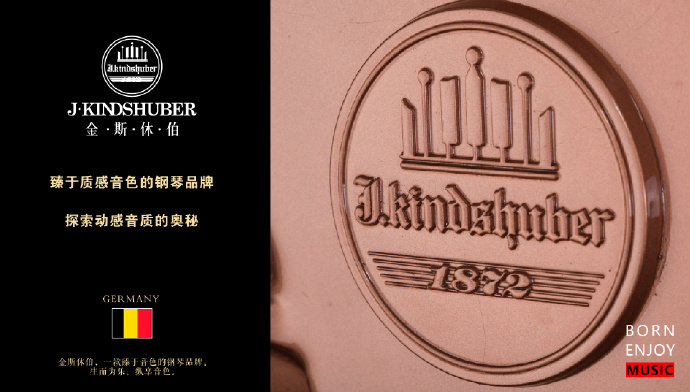 J.kindshuber
J·KINDSHUBER
金·斯·休·伯
臻于质感音色的钢琴品牌
探索动感音质的奥秘
GERMANY
金斯休伯，一款臻于音色的钢琴品牌。
生而为乐，纵享音色。
J.kindshuber
1872
BORN
ENJOY
MUSIC